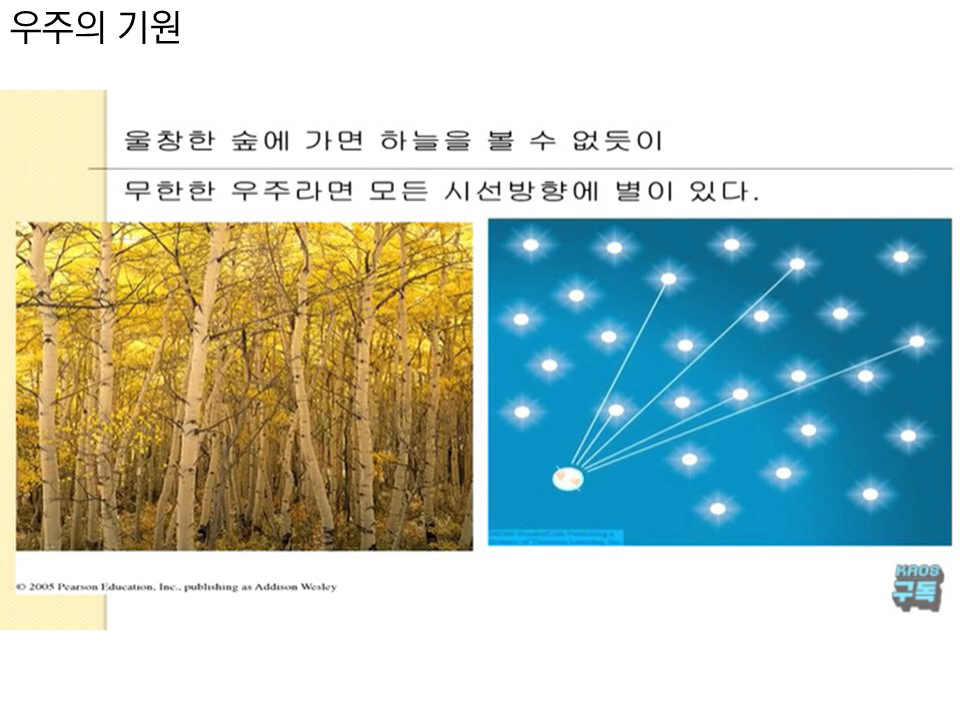 우주의 기원
울창한 숲에 가면 하늘을 볼 수 없듯이
무한한 우주라면 모든 시선방향에 별이 있다.
© 2005 Pearson Education, Inc., publishing as Addison Wesley
KAOS
구독